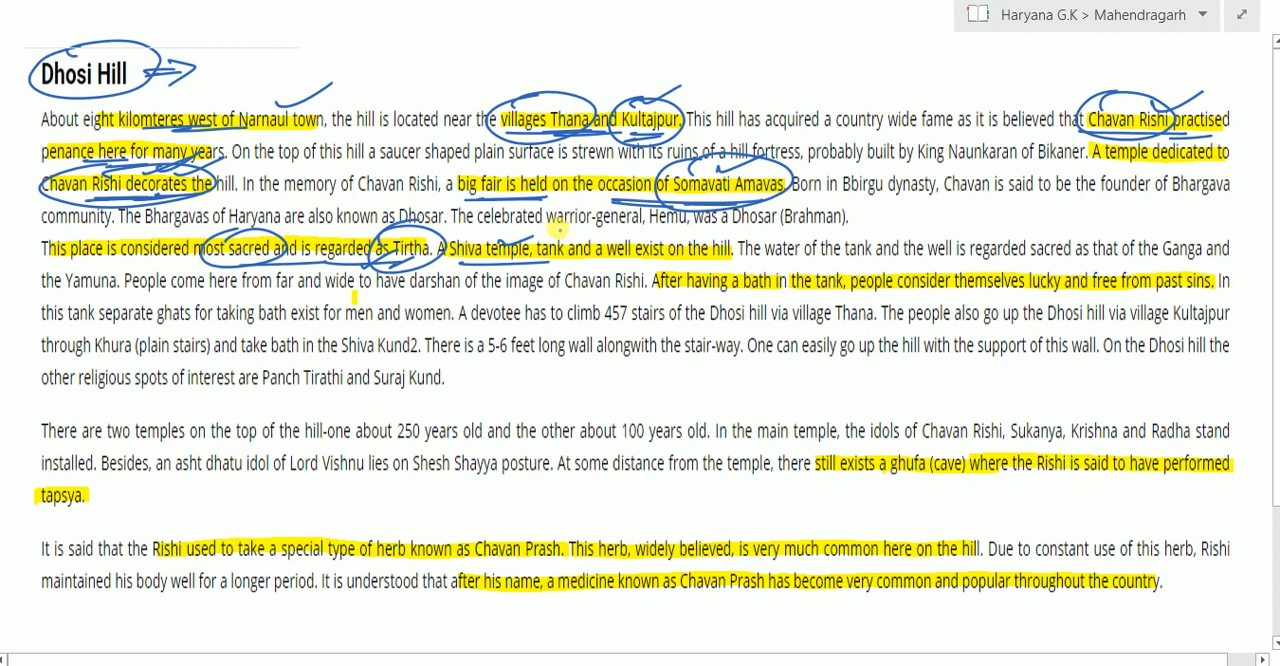 Haryana G.K > Mahendragarh
Dhosi Hill
About eight kilomteres west of Narnaul town, the hill is located near the villages Thana and Kultajpur. This hill has acquired a country wide fame as it is believed that Chavan Rishi practised
penance here for many years. On the top of this hill a saucer shaped plain surface is strewn with its ruins of a hill fortress, probably built by King Naunkaran of Bikaner. A temple dedicated to
Chavan Rishi decorates the hill. In the memory of Chavan Rishi, a big fair is held on the occasion of Somavati Amavas. Born in Bbirgu dynasty, Chavan is said to be the founder of Bhargava
community. The Bhargavas of Haryana are also known as Dhosar. The celebrated warrior-general, Hemu, was a Dhosar (Brahman).
This place is considered most sacred and is regarded as Tirtha. A Shiva temple, tank and a well exist on the hill. The water of the tank and the well is regarded sacred as that of the Ganga and
the Yamuna. People come here from far and wide to have darshan of the image of Chavan Rishi. After having a bath in the tank, people consider themselves lucky and free from past sins. In
this tank separate ghats for taking bath exist for men and women. A devotee has to climb 457 stairs of the Dhosi hill via village Thana. The people also go up the Dhosi hill via village Kultajpur
through Khura (plain stairs) and take bath in the Shiva Kund2. There is a 5-6 feet long wall alongwith the stair-way. One can easily go up the hill with the support of this wall. On the Dhosi hill the
other religious spots of interest are Panch Tirathi and Suraj Kund.
There are two temples on the top of the hill-one about 250 years old and the other about 100 years old. In the main temple, the idols of Chavan Rishi, Sukanya, Krishna and Radha stand
installed. Besides, an asht dhatu idol of Lord Vishnu lies on Shesh Shayya posture. At some distance from the temple, there still exists a ghufa (cave) where the Rishi is said to have performed
tapsya.
It is said that the Rishi used to take a special type of herb known as Chavan Prash. This herb, widely believed, is very much common here on the hill. Due to constant use of this herb, Rishi
maintained his body well for a longer period. It is understood that after his name, a medicine known as Chavan Prash has become very common and popular throughout the country.